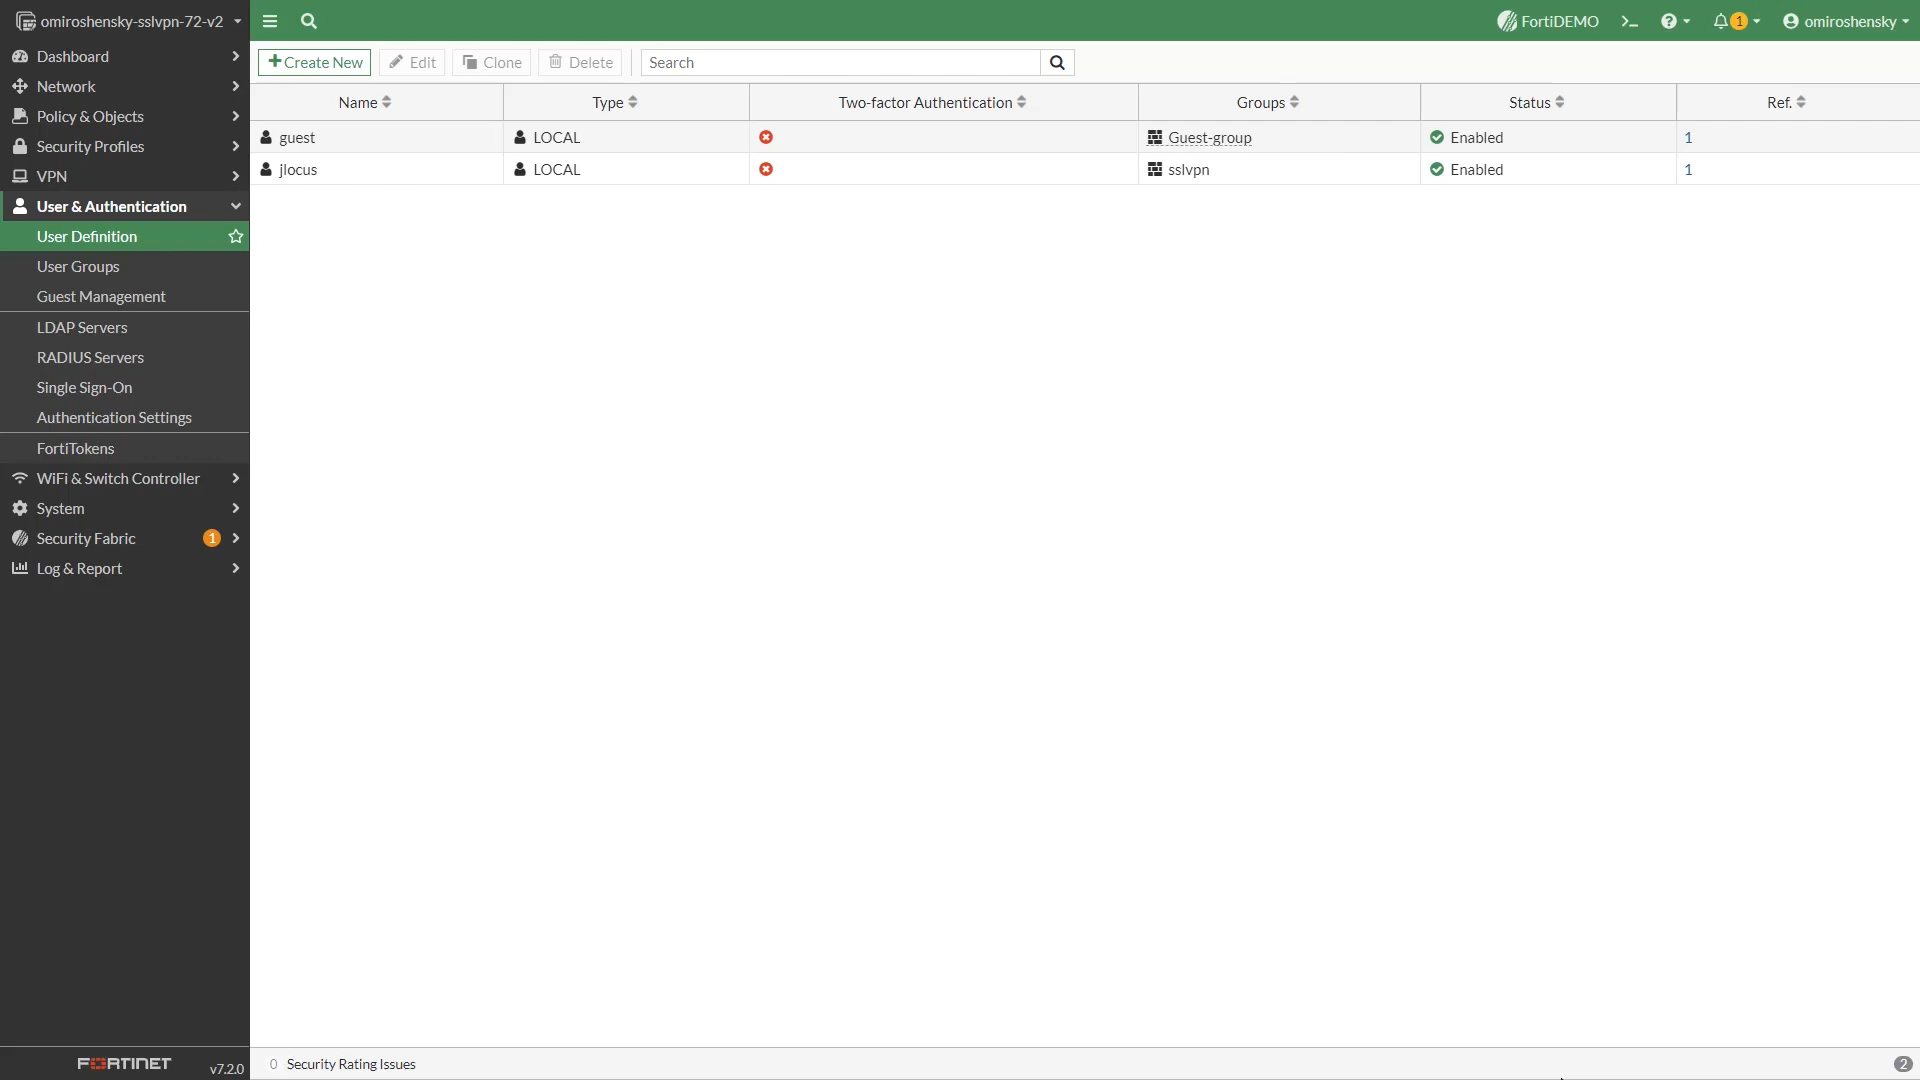 omiroshensky-sslvpn-72-v2
FortiDEMO
1
omiroshensky
Dashboard
Network
Policy & Objects
Security Profiles
VPN
User & Authentication
User Definition
User Groups
Guest Management
LDAP Servers
RADIUS Servers
Single Sign-On
Authentication Settings
FortiTokens
WiFi & Switch Controller
System
Security Fabric 1
Log & Report
FORTINET v7.2.0
Create New Edit Clone Delete Search
Name Type Two-factor Authentication Groups Status Ref.
guest LOCAL Guest-group Enabled 1
jlocus LOCAL sslvpn Enabled 1
0 Security Rating Issues 2